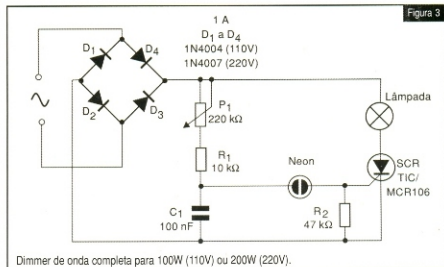 Figura 3
1 A
D1 a D4
1N4004 (110V)
1N4007 (220V)
D1
D4
D2
D3
P1
220 kΩ
R1
10 kΩ
C1
100 nF
Neon
R2
47 kΩ
Lâmpada
SCR
TIC/
MCR106
Dimmer de onda completa para 100W (110V) ou 200W (220V).